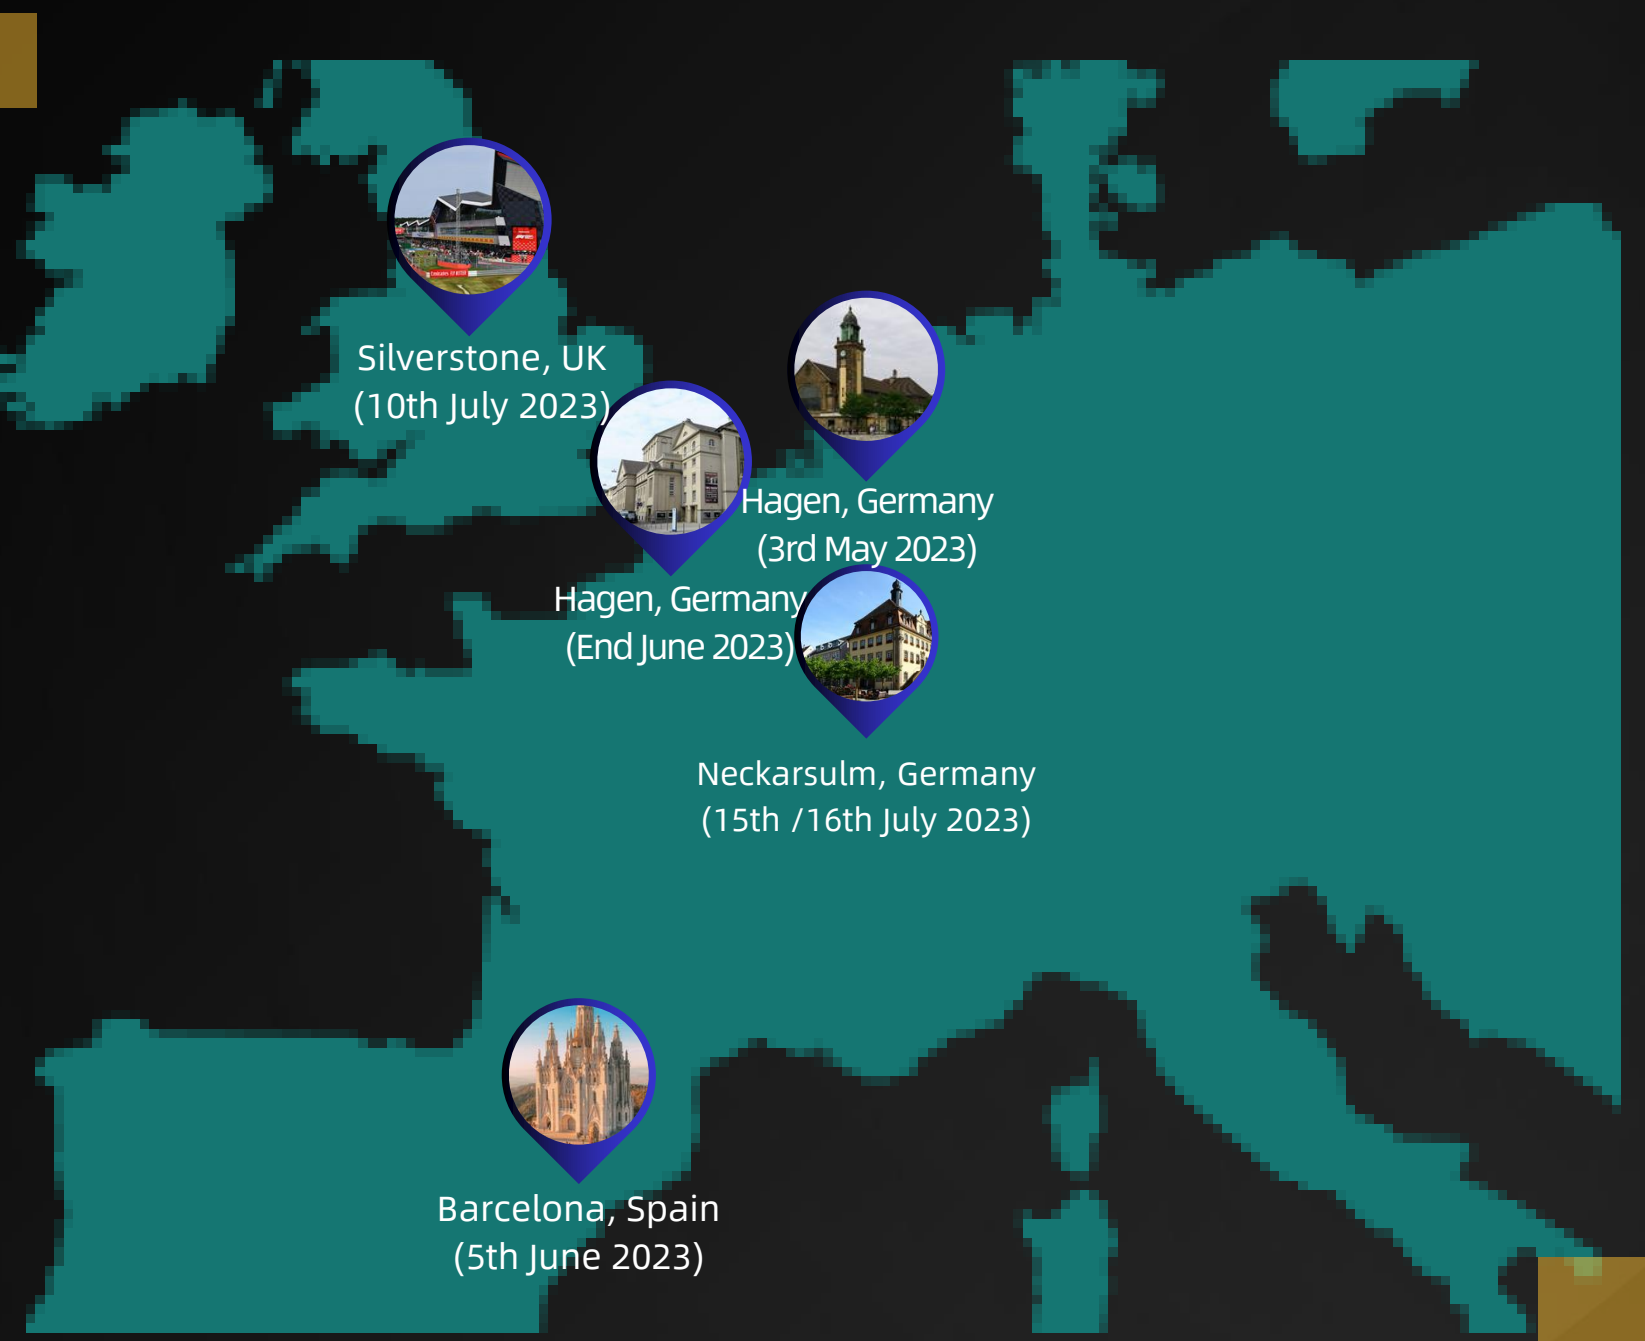 Silverstone, UK
(10th July 2023)
Hagen, Germany
(3rd May 2023)
Hagen, Germany
(End June 2023)
Neckarsulm, Germany
(15th /16th July 2023)
Barcelona, Spain
(5th June 2023)